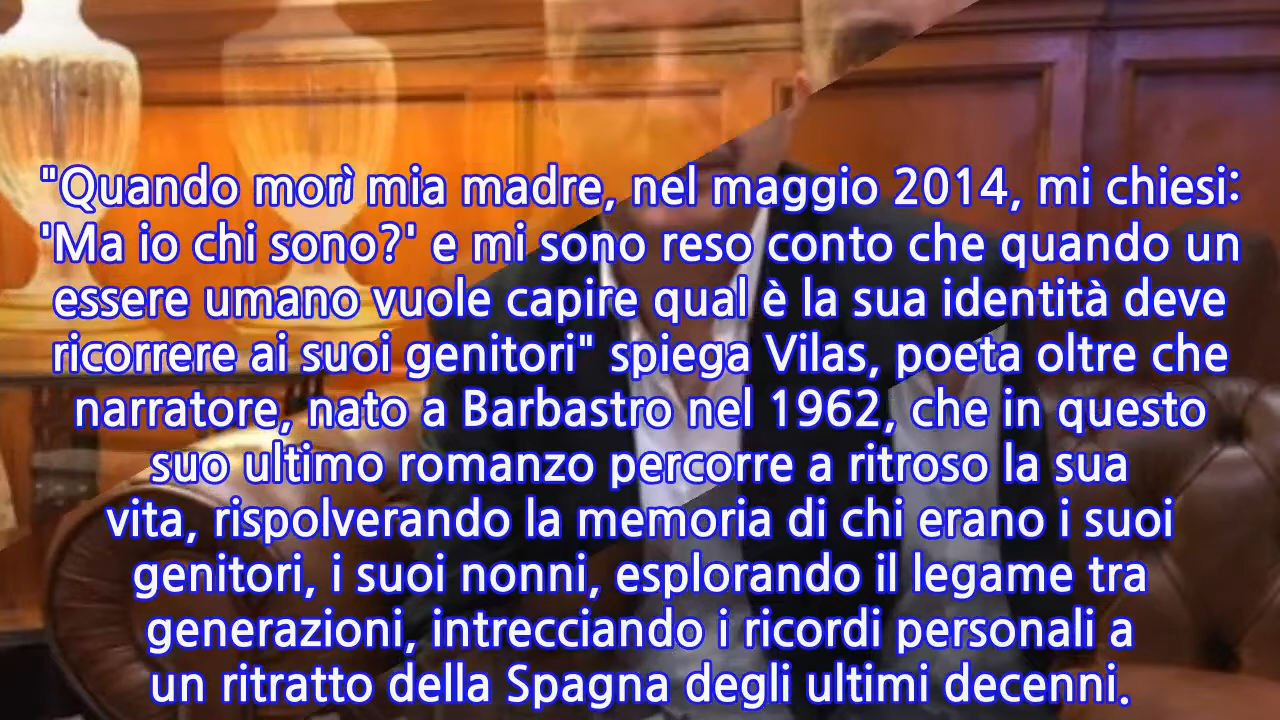 "Quando morì mia madre, nel maggio 2014, mi chiesi:
'Ma io chi sono?' e mi sono reso conto che quando un
essere umano vuole capire qual è la sua identità deve
ricorrere ai suoi genitori" spiega Vilas, poeta oltre che
narratore, nato a Barbastro nel 1962, che in questo
suo ultimo romanzo percorre a ritroso la sua
vita, rispolverando la memoria di chi erano i suoi
genitori, i suoi nonni, esplorando il legame tra
generazioni, intrecciando i ricordi personali a
un ritratto della Spagna degli ultimi decenni.